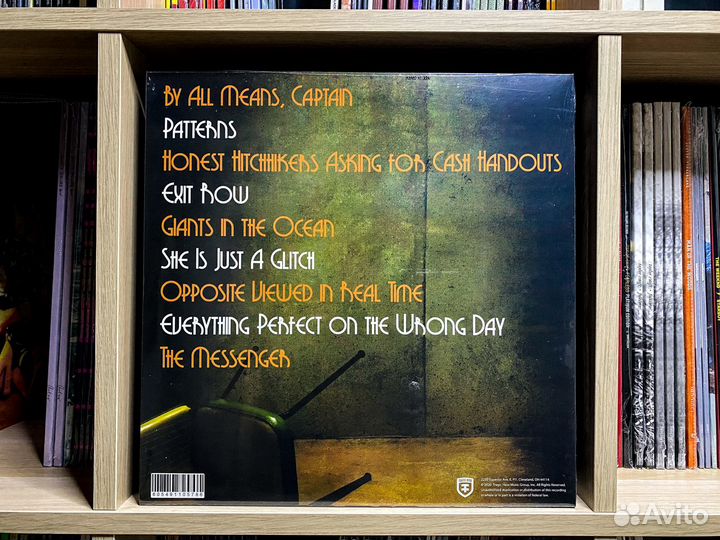 By All Means, Captain
Patterns
Honest Hitchhikers Asking for Cash Handouts
Exit Row
Giants in the Ocean
She Is Just A Glitch
Opposite Viewed in Real Time
Everything Perfect on the Wrong Day
The Messenger
605491105786
Avito